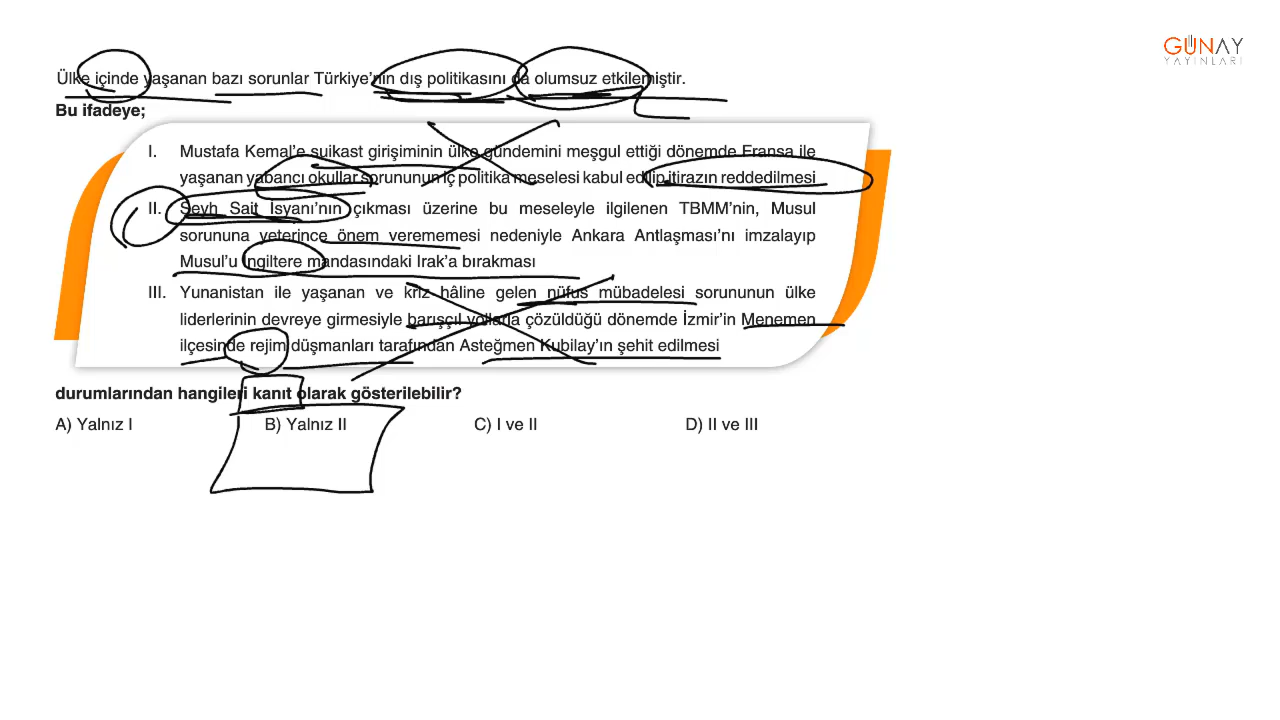 GÜNAY
YAYINLARI
Ülke içinde yaşanan bazı sorunlar Türkiye'nin dış politikasını da olumsuz etkilemiştir.
Bu ifadeye;
I. Mustafa Kemal'e suikast girişiminin ülke gündemini meşgul ettiği dönemde Fransa ile
yaşanan yabancı okullar sorununun iç politika meselesi kabul edilip itirazın reddedilmesi
II. Şeyh Sait İsyanı'nın çıkması üzerine bu meseleyle ilgilenen TBMM'nin, Musul
sorununa yeterince önem verememesi nedeniyle Ankara Antlaşması'nı imzalayıp
Musul'u İngiltere mandasındaki Irak'a bırakması
III. Yunanistan ile yaşanan ve kriz hâline gelen nüfus mübadelesi sorununun ülke
liderlerinin devreye girmesiyle barışçıl yollarla çözüldüğü dönemde İzmir'in Menemen
ilçesinde rejim düşmanları tarafından Asteğmen Kubilay'ın şehit edilmesi
durumlarından hangileri kanıt olarak gösterilebilir?
A) Yalnız I B) Yalnız II C) I ve II D) II ve III